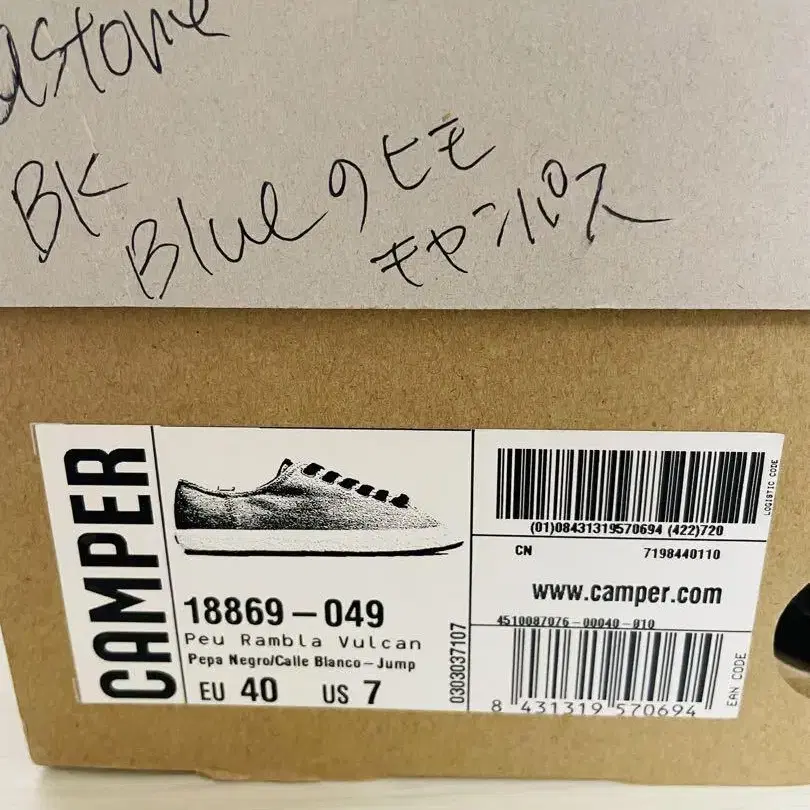 BK
Blueのヒモ
キャンパス
CAMPER
18869-049
Peu Rambla Vulcan
Pepa Negro/Calle Blanco-Jump
EU 40 US 7
0303037107
(01)08431319570694 (422)720
LOGISTIC CODE
CN 7198440110
www.camper.com
4510087076-00040-010
8 431319 570694
EAN CODE